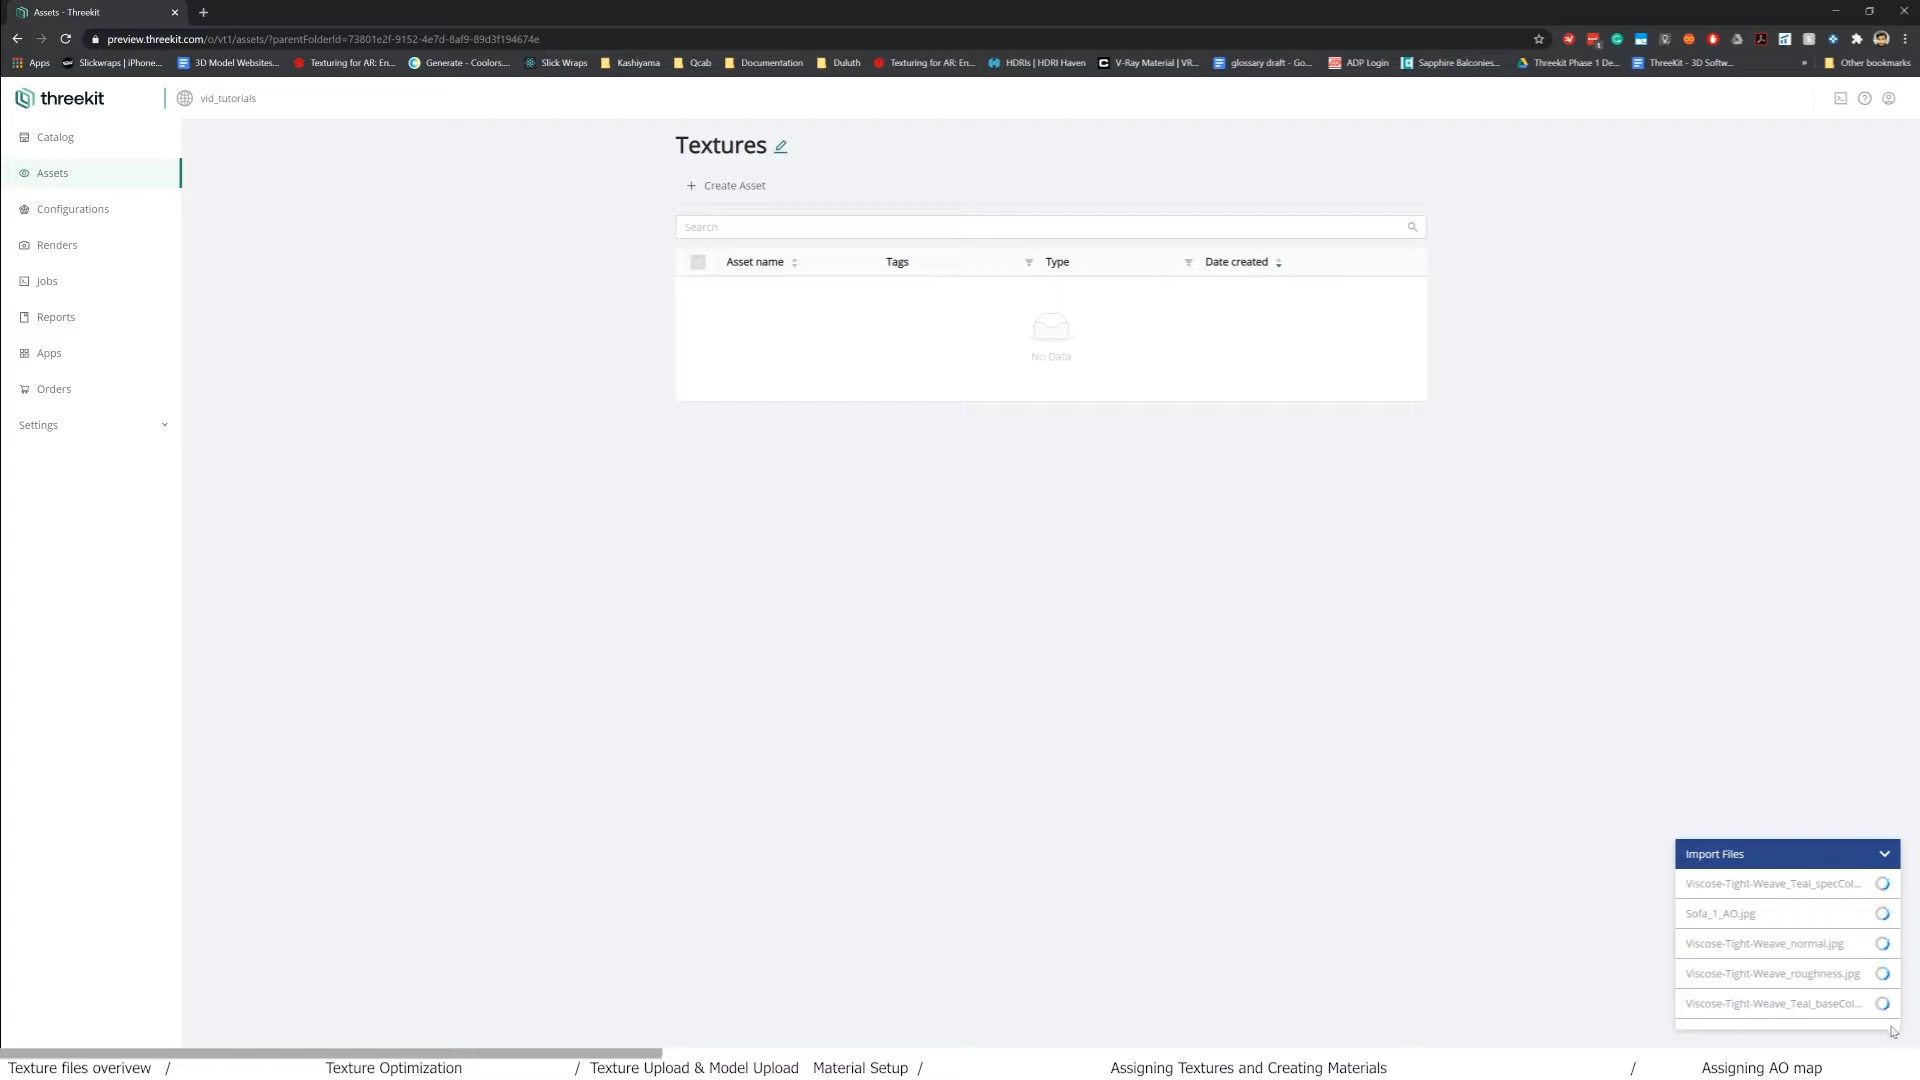 Assets - Threekit
preview.threekit.com/o/vt1/assets/?parentFolderId=73801e2f-9152-4e7d-8af9-89d3f194674e
Apps Slickwraps | iPhone... 3D Model Websites... Texturing for AR: En... Generate - Coolors.... Slick Wraps Kashiyama Qcab Documentation Duluth Texturing for AR: En... HDRIs | HDRI Haven V-Ray Material | VR... glossary draft - Go... ADP Login Sapphire Balconies... Threekit Phase 1 De... ThreeKit - 3D Softw... » Other bookmarks
threekit vid_tutorials
Catalog
Assets
Configurations
Renders
Jobs
Reports
Apps
Orders
Settings
Textures
+ Create Asset
Search
Asset name Tags Type Date created
No Data
Import Files
Viscose-Tight-Weave_Teal_specCol...
Sofa_1_AO.jpg
Viscose-Tight-Weave_normal.jpg
Viscose-Tight-Weave_roughness.jpg
Viscose-Tight-Weave_Teal_baseCol...
Texture files overivew / Texture Optimization / Texture Upload & Model Upload Material Setup / Assigning Textures and Creating Materials / Assigning AO map